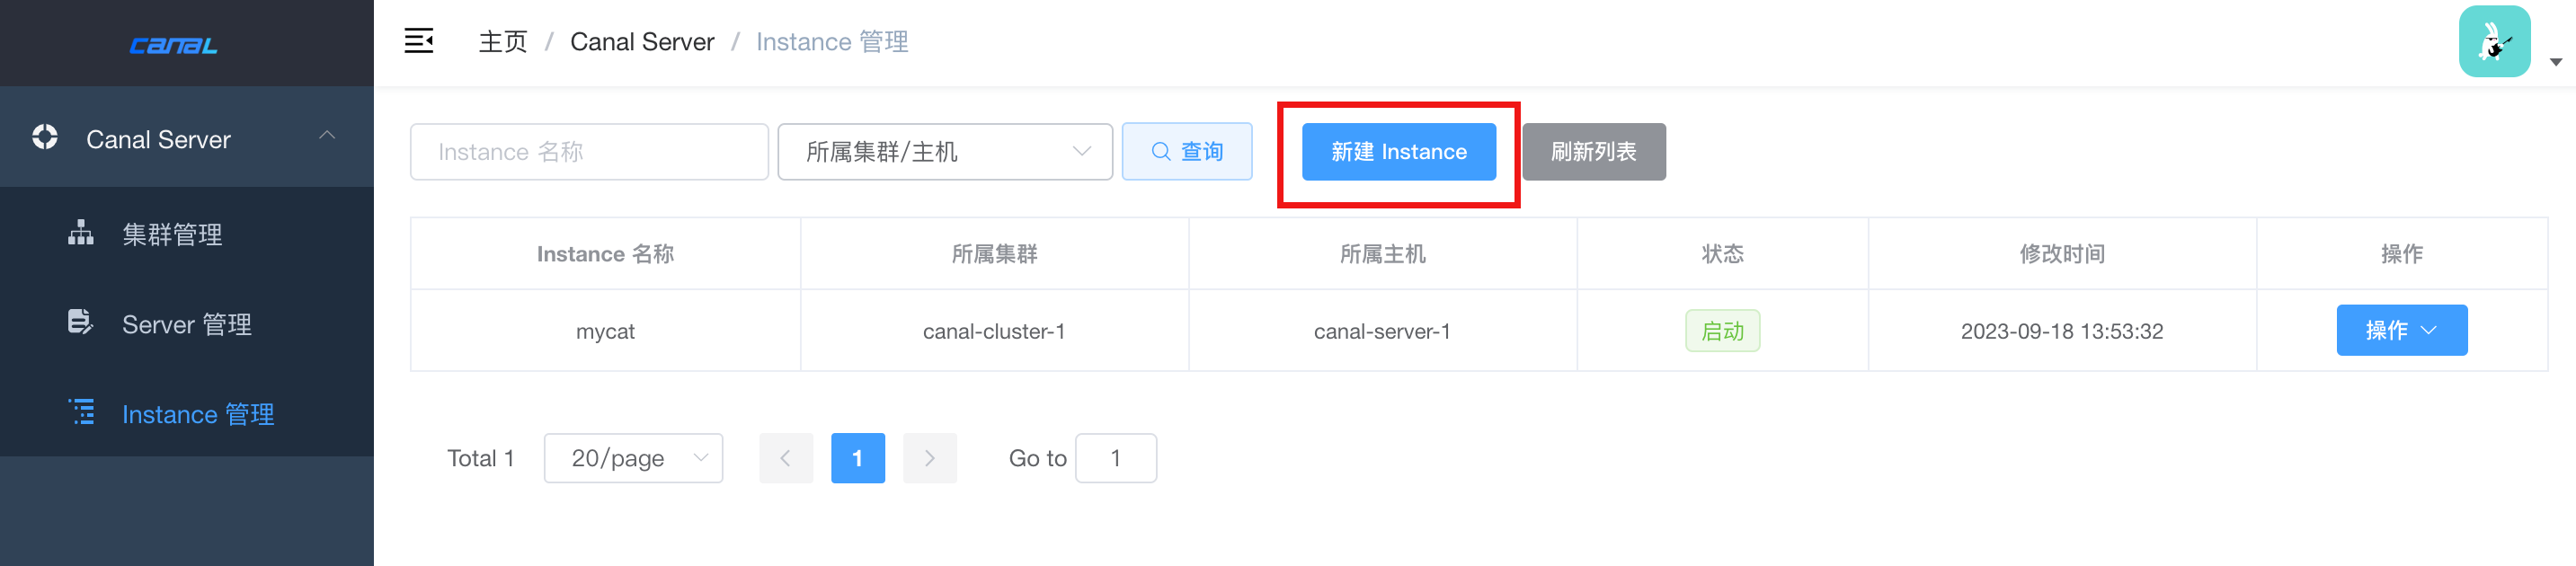 canal
主页 / Canal Server / Instance 管理
Canal Server
集群管理
Server 管理
Instance 管理
Instance 名称 所属集群/主机 查询 新建 Instance 刷新列表
Instance 名称 所属集群 所属主机 状态 修改时间 操作
mycat canal-cluster-1 canal-server-1 启动 2023-09-18 13:53:32 操作
Total 1 20/page 1 Go to 1